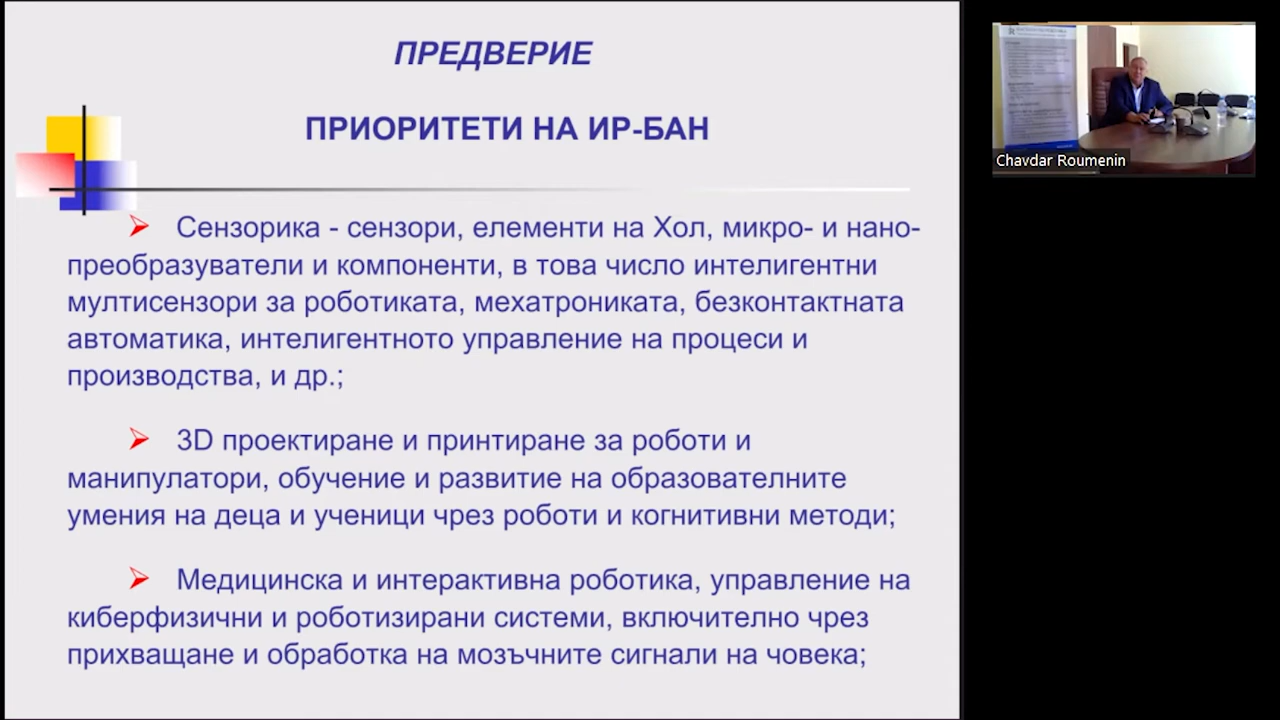 ПРЕДВЕРИЕ
ПРИОРИТЕТИ НА ИР-БАН
Сензорика - сензори, елементи на Хол, микро- и нано-
преобразуватели и компоненти, в това число интелигентни
мултисензори за роботиката, мехатрониката, безконтактната
автоматика, интелигентното управление на процеси и
производства, и др.;
3D проектиране и принтиране за роботи и
манипулатори, обучение и развитие на образователните
умения на деца и ученици чрез роботи и когнитивни методи;
Медицинска и интерактивна роботика, управление на
киберфизични и роботизирани системи, включително чрез
прихващане и обработка на мозъчните сигнали на човека;
Chavdar Roumenin